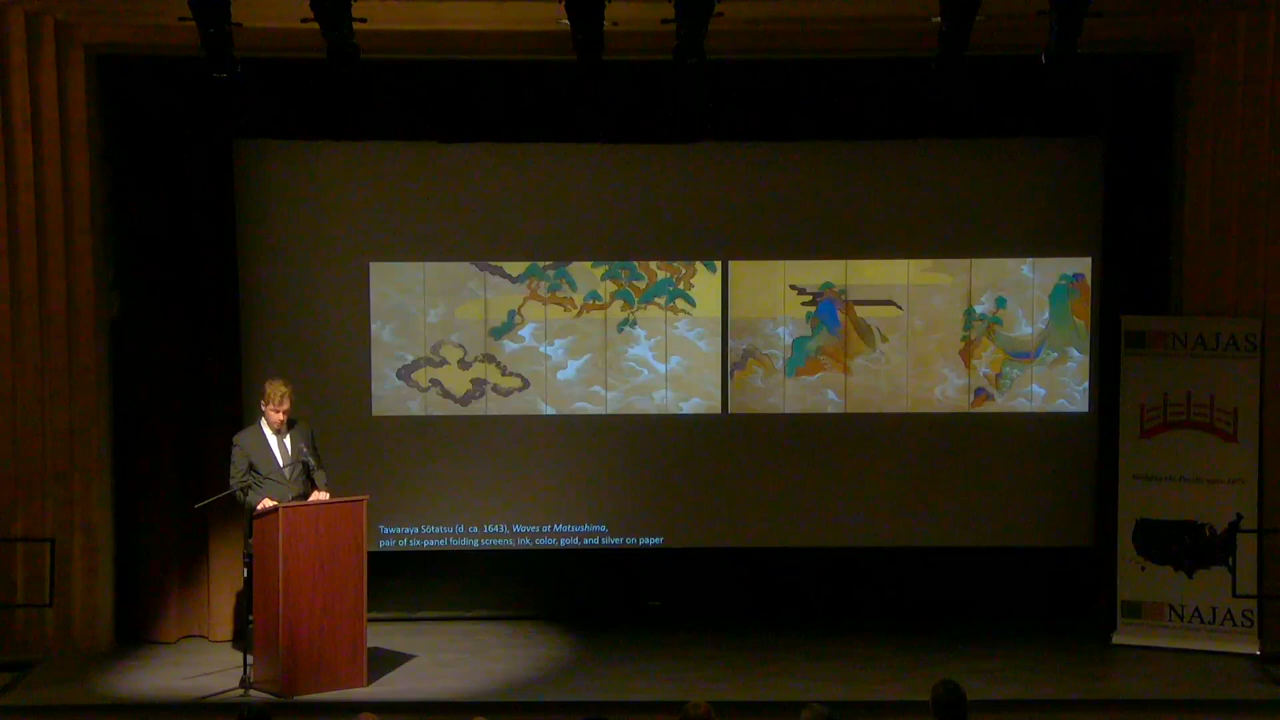 Tawaraya Sōtatsu (d. ca. 1643), Waves at Matsushima,
pair of six-panel folding screens; ink, color, gold, and silver on paper
NAJAS
NAJAS